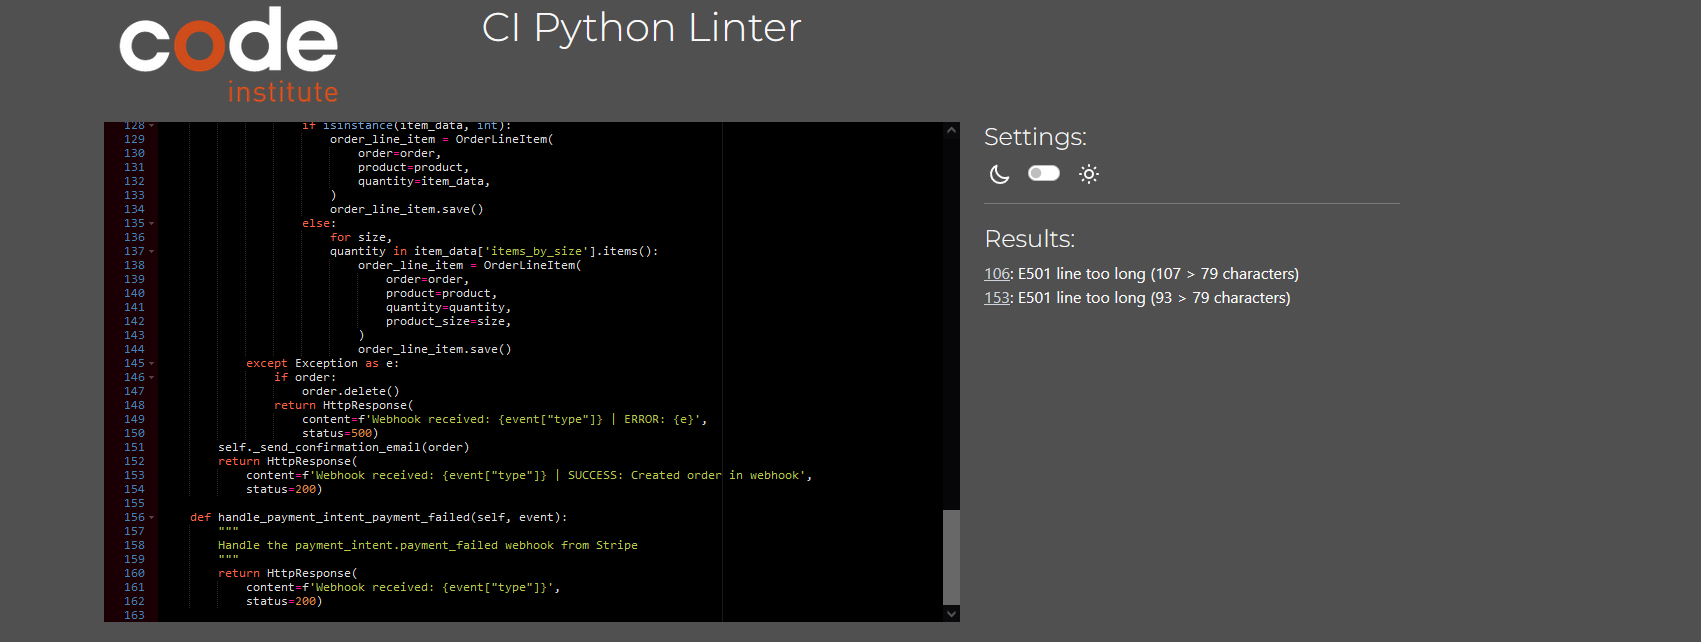 code
institute
CI Python Linter
128 if isinstance(item_data, int):
129 order_line_item = OrderLineItem(
130 order=order,
131 product=product,
132 quantity=item_data,
133 )
134 order_line_item.save()
135 else:
136 for size,
137 quantity in item_data['items_by_size'].items():
138 order_line_item = OrderLineItem(
139 order=order,
140 product=product,
141 quantity=quantity,
142 product_size=size,
143 )
144 order_line_item.save()
145 except Exception as e:
146 if order:
147 order.delete()
148 return HttpResponse(
149 content=f'Webhook received: {event["type"]} | ERROR: {e}',
150 status=500)
151 self._send_confirmation_email(order)
152 return HttpResponse(
153 content=f'Webhook received: {event["type"]} | SUCCESS: Created order in webhook',
154 status=200)
155
156 def handle_payment_intent_payment_failed(self, event):
157 """
158 Handle the payment_intent.payment_failed webhook from Stripe
159 """
160 return HttpResponse(
161 content=f'Webhook received: {event["type"]}',
162 status=200)
163
Settings:
Results:
106: E501 line too long (107 > 79 characters)
153: E501 line too long (93 > 79 characters)